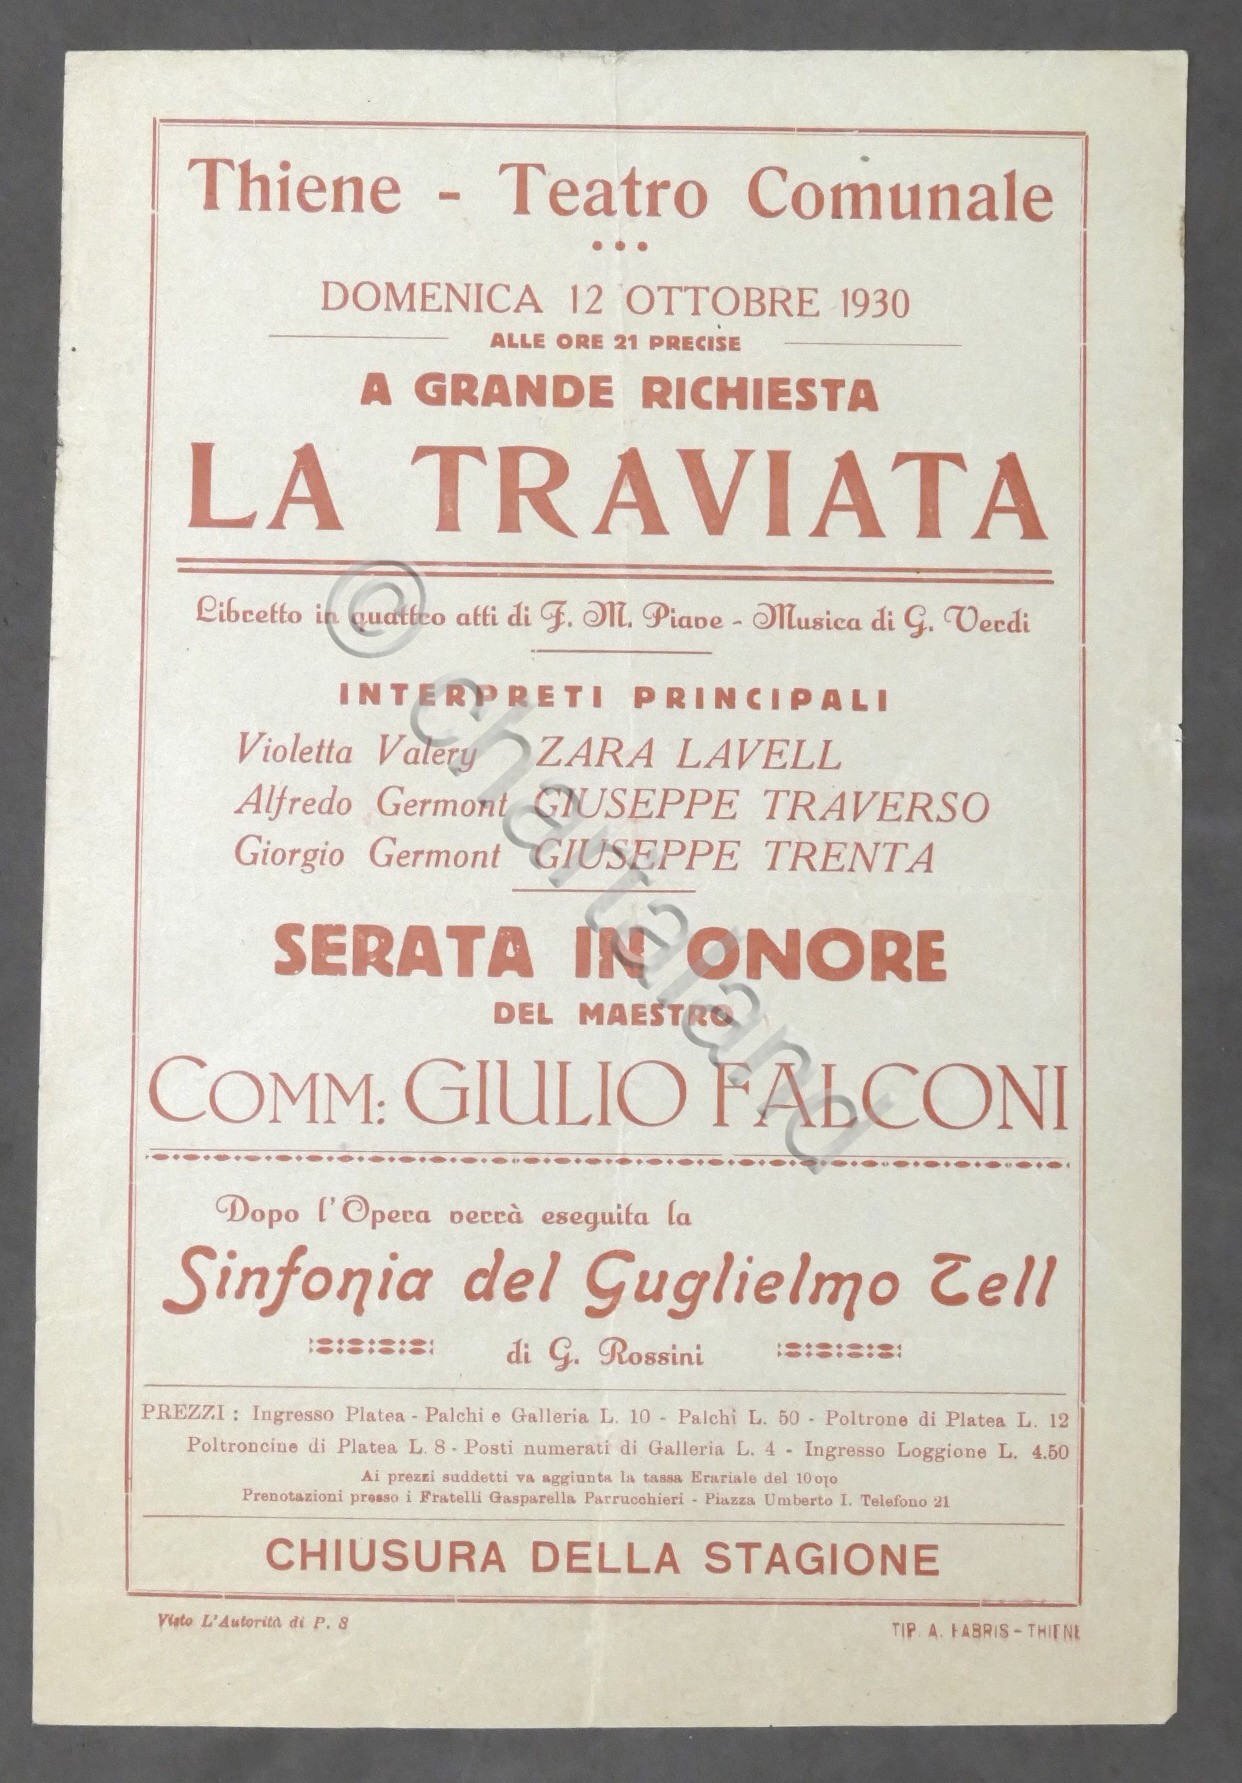 Thiene - Teatro Comunale
DOMENICA 12 OTTOBRE 1930
ALLE ORE 21 PRECISE
A GRANDE RICHIESTA
LA TRAVIATA
Libretto in quattro atti di F. M. Piave - Musica di G. Verdi
INTERPRETI PRINCIPALI
Violetta Valery ZARA LAVELL
Alfredo Germont GIUSEPPE TRAVERSO
Giorgio Germont GIUSEPPE TRENTA
SERATA IN ONORE
DEL MAESTRO
COMM: GIULIO FALCONI
Dopo l'Opera verrà eseguita la
Sinfonia del Guglielmo Tell
di G. Rossini
PREZZI : Ingresso Platea - Palchi e Galleria L. 10 - Palchi L. 50 - Poltrone di Platea L. 12
Poltroncine di Platea L. 8 - Posti numerati di Galleria L. 4 - Ingresso Loggione L. 4.50
Ai prezzi suddetti va aggiunta la tassa Erariale del 10 o|o
Prenotazioni presso i Fratelli Gasparella Parrucchieri - Piazza Umberto I. Telefono 21
CHIUSURA DELLA STAGIONE
Visto L'Autorità di P. S
TIP. A. FABRIS - THIENE
© chartaland